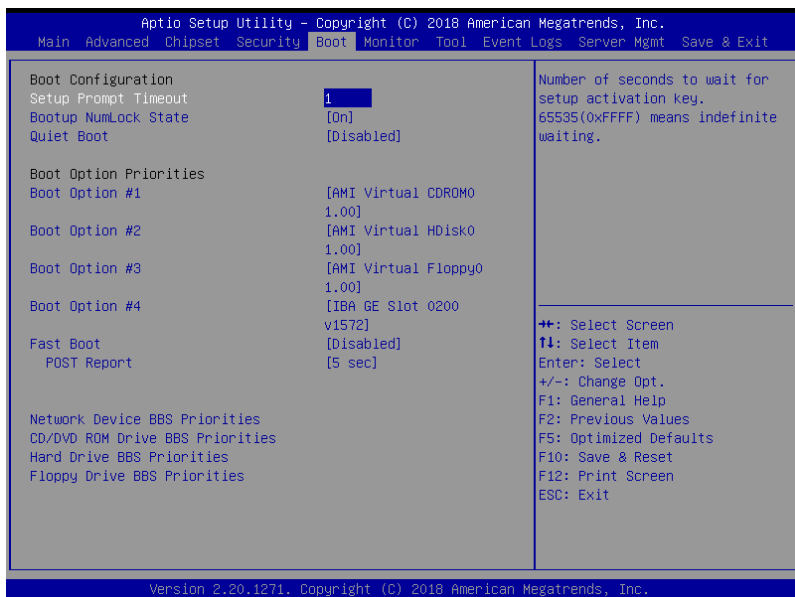 Aptio Setup Utility – Copyright (C) 2018 American Megatrends, Inc.
Main Advanced Chipset Security Boot Monitor Tool Event Logs Server Mgmt Save & Exit
Boot Configuration
Setup Prompt Timeout 1
Bootup NumLock State [On]
Quiet Boot [Disabled]
Boot Option Priorities
Boot Option #1 [AMI Virtual CDROM0
1.00]
Boot Option #2 [AMI Virtual HDisk0
1.00]
Boot Option #3 [AMI Virtual Floppy0
1.00]
Boot Option #4 [IBA GE Slot 0200
v1572]
Fast Boot [Disabled]
POST Report [5 sec]
Network Device BBS Priorities
CD/DVD ROM Drive BBS Priorities
Hard Drive BBS Priorities
Floppy Drive BBS Priorities
Number of seconds to wait for
setup activation key.
65535(0xFFFF) means indefinite
waiting.
→←: Select Screen
↑↓: Select Item
Enter: Select
+/-: Change Opt.
F1: General Help
F2: Previous Values
F5: Optimized Defaults
F10: Save & Reset
F12: Print Screen
ESC: Exit
Version 2.20.1271. Copyright (C) 2018 American Megatrends, Inc.